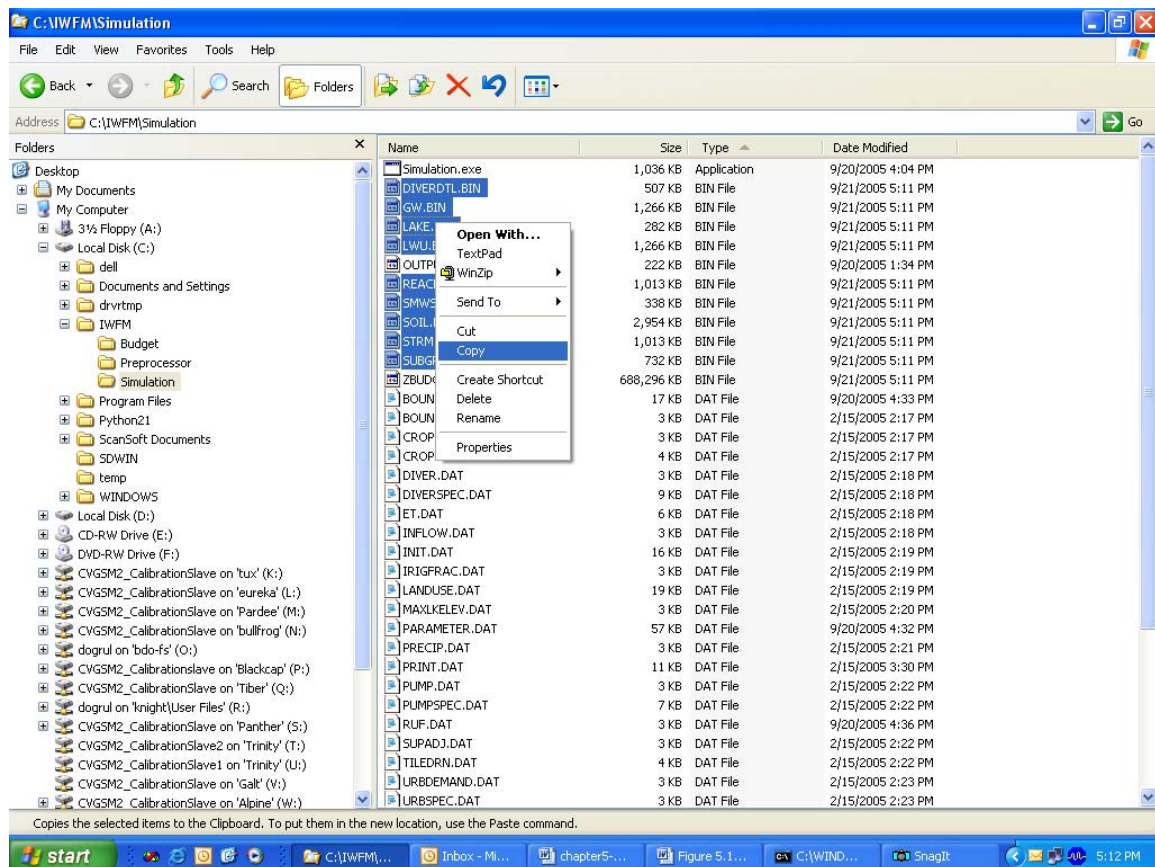 C:\IWFM\Simulation
File Edit View Favorites Tools Help
Back Search Folders
Address C:\IWFM\Simulation Go
Folders
Desktop
My Documents
My Computer
3½ Floppy (A:)
Local Disk (C:)
dell
Documents and Settings
drvrtmp
IWFM
Budget
Preprocessor
Simulation
Program Files
Python21
ScanSoft Documents
SDWIN
temp
WINDOWS
Local Disk (D:)
CD-RW Drive (E:)
DVD-RW Drive (F:)
CVGSM2_CalibrationSlave on 'tux' (K:)
CVGSM2_CalibrationSlave on 'eureka' (L:)
CVGSM2_CalibrationSlave on 'Pardee' (M:)
CVGSM2_CalibrationSlave on 'bullfrog' (N:)
dogrul on 'bdo-fs' (O:)
CVGSM2_Calibrationslave on 'Blackcap' (P:)
CVGSM2_CalibrationSlave on 'Tiber' (Q:)
dogrul on 'knight\User Files' (R:)
CVGSM2_CalibrationSlave on 'Panther' (S:)
CVGSM2_CalibrationSlave2 on 'Trinity' (T:)
CVGSM2_CalibrationSlave1 on 'Trinity' (U:)
CVGSM2_CalibrationSlave on 'Galt' (V:)
CVGSM2_CalibrationSlave on 'Alpine' (W:)
Name Size Type Date Modified
Simulation.exe 1,036 KB Application 9/20/2005 4:04 PM
DIVERDTL.BIN 507 KB BIN File 9/21/2005 5:11 PM
GW.BIN 1,266 KB BIN File 9/21/2005 5:11 PM
LAKE. 282 KB BIN File 9/21/2005 5:11 PM
LWU.B 1,266 KB BIN File 9/21/2005 5:11 PM
OUTP 222 KB BIN File 9/20/2005 1:34 PM
REAC 1,013 KB BIN File 9/21/2005 5:11 PM
SMWS 338 KB BIN File 9/21/2005 5:11 PM
SOIL. 2,954 KB BIN File 9/21/2005 5:11 PM
STRM 1,013 KB BIN File 9/21/2005 5:11 PM
SUBGR 732 KB BIN File 9/21/2005 5:11 PM
ZBUD 688,296 KB BIN File 9/21/2005 5:11 PM
BOUN 17 KB DAT File 9/20/2005 4:33 PM
BOUN 3 KB DAT File 2/15/2005 2:17 PM
CROP 3 KB DAT File 2/15/2005 2:17 PM
CROP 4 KB DAT File 2/15/2005 2:17 PM
DIVER.DAT 3 KB DAT File 2/15/2005 2:18 PM
DIVERSPEC.DAT 9 KB DAT File 2/15/2005 2:18 PM
ET.DAT 6 KB DAT File 2/15/2005 2:18 PM
INFLOW.DAT 3 KB DAT File 2/15/2005 2:18 PM
INIT.DAT 16 KB DAT File 2/15/2005 2:19 PM
IRIGFRAC.DAT 3 KB DAT File 2/15/2005 2:19 PM
LANDUSE.DAT 19 KB DAT File 2/15/2005 2:19 PM
MAXLKELEV.DAT 3 KB DAT File 2/15/2005 2:20 PM
PARAMETER.DAT 57 KB DAT File 9/20/2005 4:32 PM
PRECIP.DAT 3 KB DAT File 2/15/2005 2:21 PM
PRINT.DAT 11 KB DAT File 2/15/2005 3:30 PM
PUMP.DAT 3 KB DAT File 2/15/2005 2:22 PM
PUMPSPEC.DAT 7 KB DAT File 2/15/2005 2:22 PM
RUF.DAT 3 KB DAT File 9/20/2005 4:36 PM
SUPADJ.DAT 3 KB DAT File 2/15/2005 2:22 PM
TILEDRN.DAT 4 KB DAT File 2/15/2005 2:22 PM
URBDEMAND.DAT 3 KB DAT File 2/15/2005 2:23 PM
URBSPEC.DAT 3 KB DAT File 2/15/2005 2:23 PM
Open With...
TextPad
WinZip
Send To
Cut
Copy
Create Shortcut
Delete
Rename
Properties
Copies the selected items to the Clipboard. To put them in the new location, use the Paste command.
start C:\IWFM\... Inbox - Mi... chapter5-... Figure 5.1... C:\WIND... SnagIt 5:12 PM